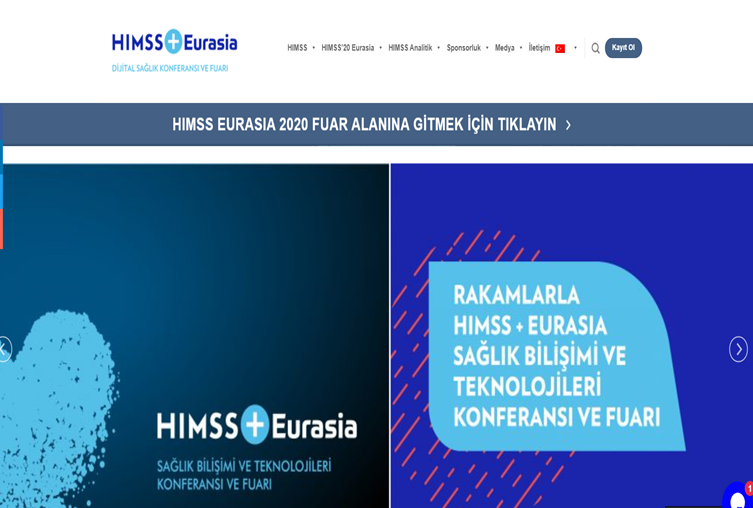 HIMSS+Eurasia
DİJİTAL SAĞLIK KONFERANSI VE FUARI
HIMSS • HIMSS'20 Eurasia • HIMSS Analitik • Sponsorluk • Medya • İletişim •
Kayıt Ol
HIMSS EURASIA 2020 FUAR ALANINA GİTMEK İÇİN TIKLAYIN
HIMSS+Eurasia
SAĞLIK BİLİŞİMİ VE TEKNOLOJİLERİ
KONFERANSI VE FUARI
RAKAMLARLA
HIMSS + EURASIA
SAĞLIK BİLİŞİMİ VE
TEKNOLOJİLERİ
KONFERANSI VE FUARI
1